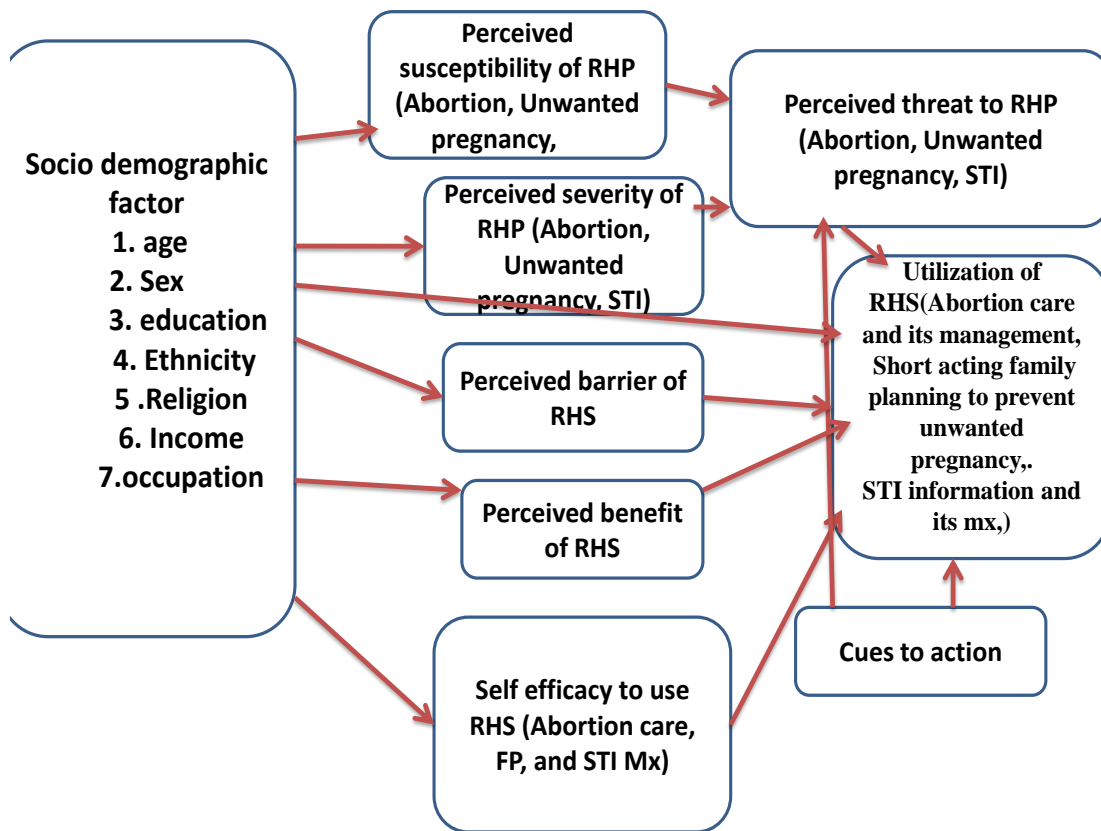 Socio demographic
factor
1. age
2. Sex
3. education
4. Ethnicity
5 .Religion
6. Income
7.occupation
Perceived
susceptibility of RHP
(Abortion, Unwanted
pregnancy,
Perceived severity of
RHP (Abortion,
Unwanted
pregnancy, STI)
Perceived barrier of
RHS
Perceived benefit
of RHS
Self efficacy to use
RHS (Abortion care,
FP, and STI Mx)
Perceived threat to RHP
(Abortion, Unwanted
pregnancy, STI)
Utilization of
RHS(Abortion care
and its management,
Short acting family
planning to prevent
unwanted
pregnancy,.
STI information and
its mx,)
Cues to action